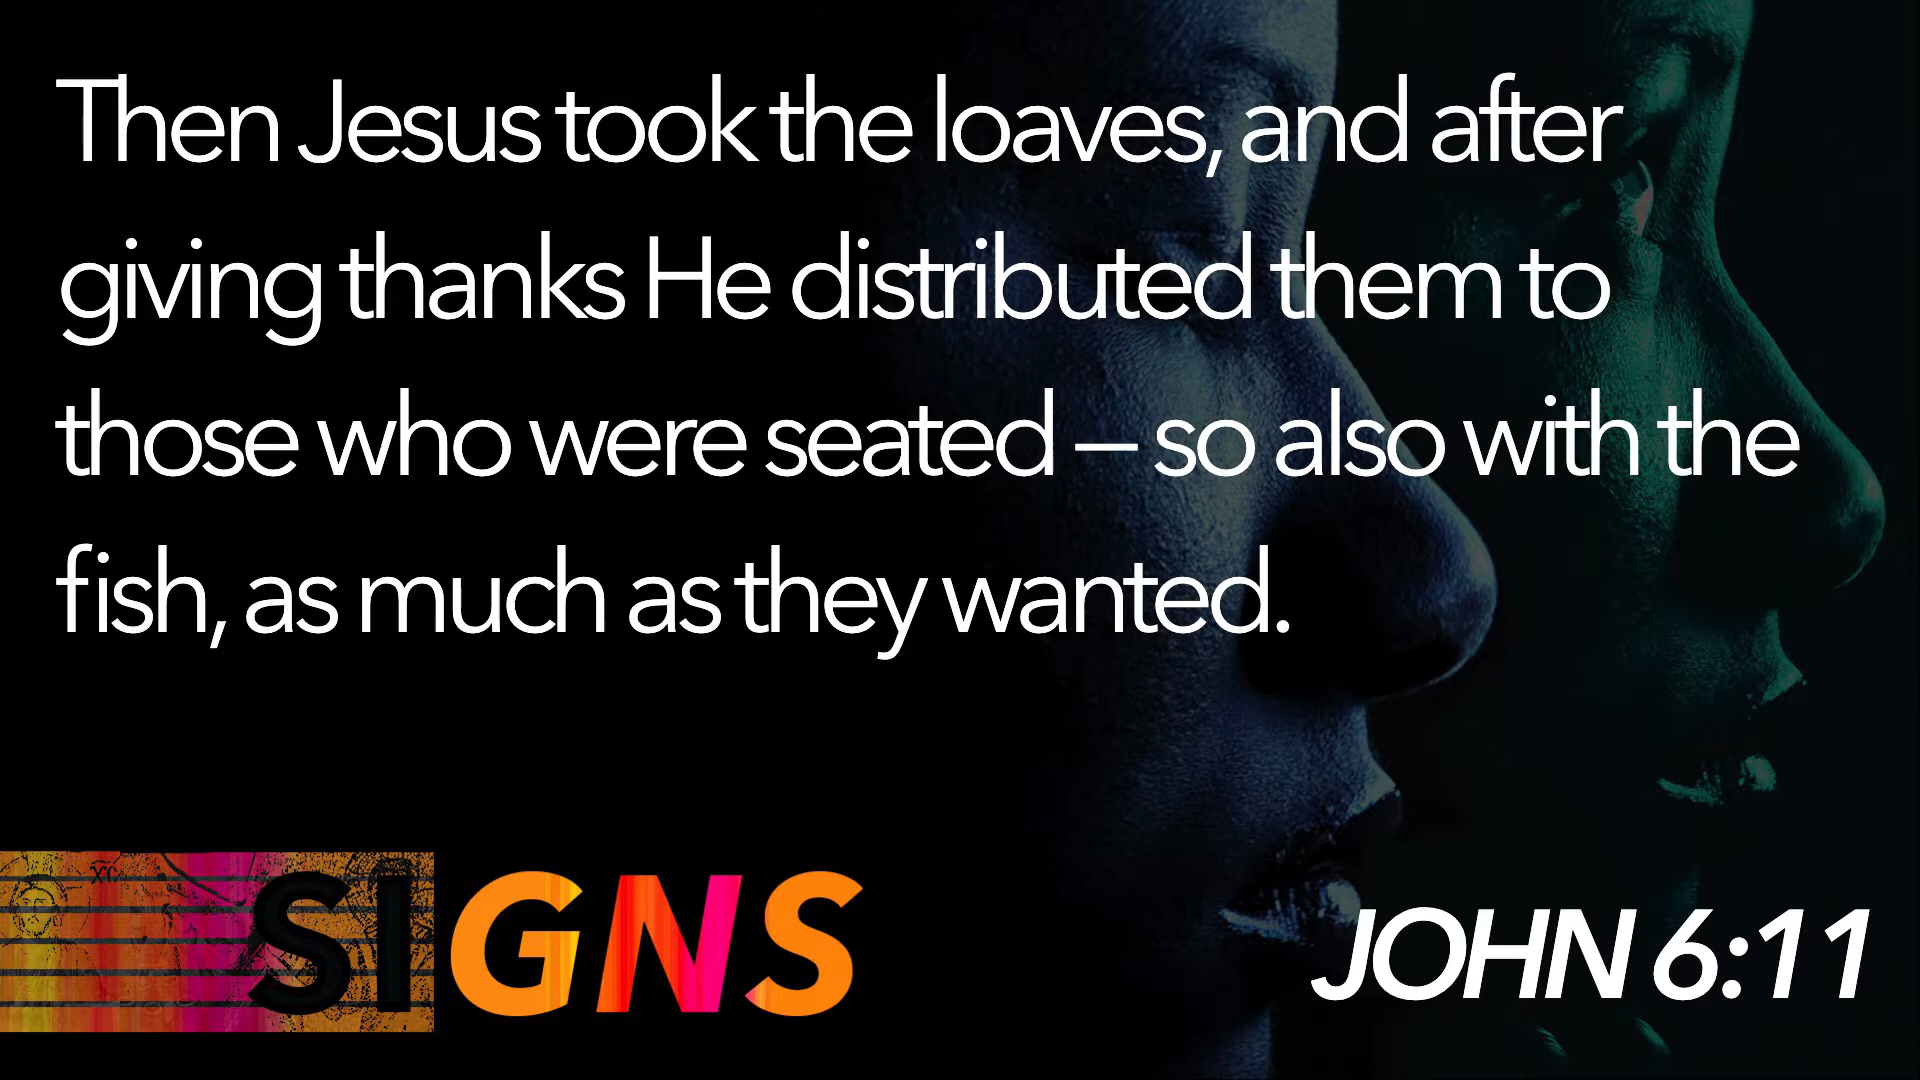 Then Jesus took the loaves, and after
giving thanks He distributed them to
those who were seated – so also with the
fish, as much as they wanted.
SIGNS
JOHN 6:11